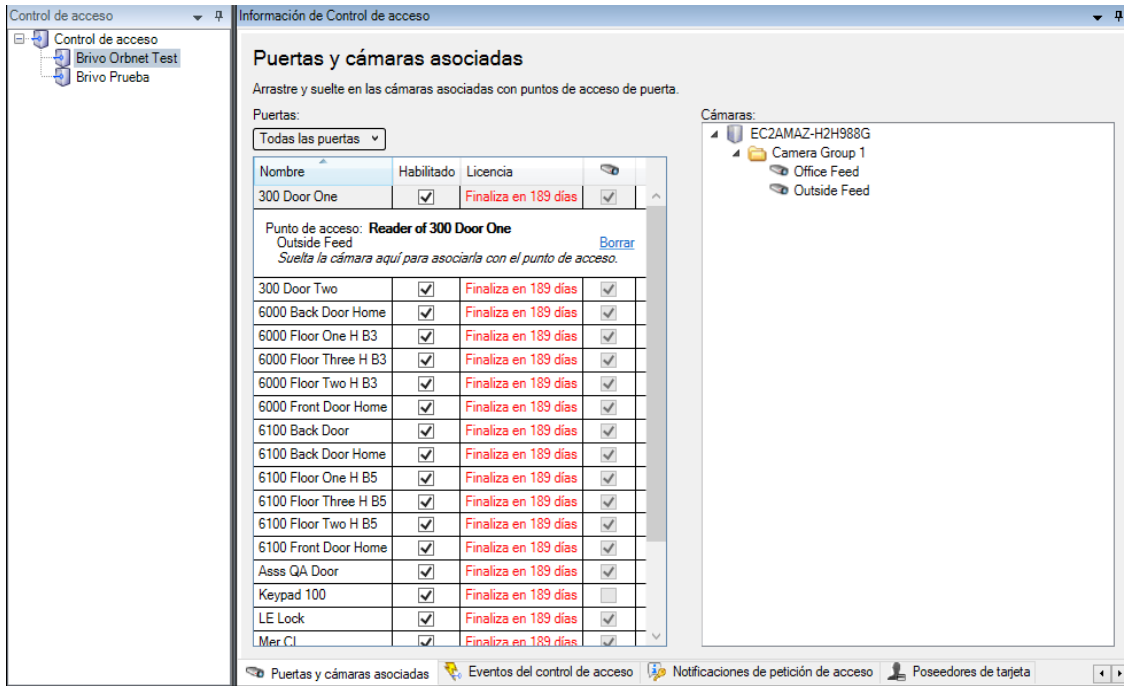 Control de acceso
Información de Control de acceso
Control de acceso
Brivo Orbnet Test
Brivo Prueba
Puertas y cámaras asociadas
Arrastre y suelte en las cámaras asociadas con puntos de acceso de puerta.
Puertas:
Todas las puertas
Nombre Habilitado Licencia
300 Door One Finaliza en 189 días
Punto de acceso: Reader of 300 Door One
Outside Feed Borrar
Suelta la cámara aquí para asociarla con el punto de acceso.
300 Door Two Finaliza en 189 días
6000 Back Door Home Finaliza en 189 días
6000 Floor One H B3 Finaliza en 189 días
6000 Floor Three H B3 Finaliza en 189 días
6000 Floor Two H B3 Finaliza en 189 días
6000 Front Door Home Finaliza en 189 días
6100 Back Door Finaliza en 189 días
6100 Back Door Home Finaliza en 189 días
6100 Floor One H B5 Finaliza en 189 días
6100 Floor Three H B5 Finaliza en 189 días
6100 Floor Two H B5 Finaliza en 189 días
6100 Front Door Home Finaliza en 189 días
Asss QA Door Finaliza en 189 días
Keypad 100 Finaliza en 189 días
LE Lock Finaliza en 189 días
Mer CI Finaliza en 189 días
Cámaras:
EC2AMAZ-H2H988G
Camera Group 1
Office Feed
Outside Feed
Puertas y cámaras asociadas Eventos del control de acceso Notificaciones de petición de acceso Poseedores de tarjeta